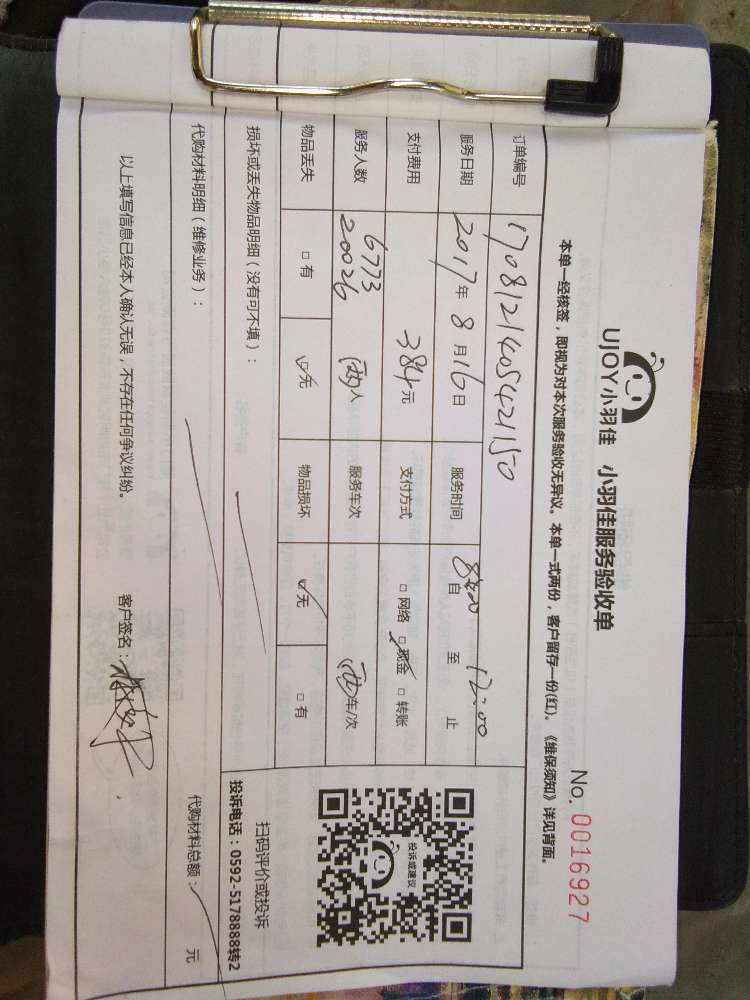 UJOY小羽佳 小羽佳服务验收单
No. 0016927
本单一经核签，即视为对本次服务验收无异议。本单一式两份，客户留存一份(红)。《维保须知》详见背面。
订单编号 170812140542150
服务日期 2017年8月16日 服务时间 8:00 自 至 12:00 止
支付费用 384元 支付方式 □网络 □现金 □转账
服务人数 6773 20026 两人 服务车次 两车/次
物品丢失 □有 □无 物品损坏 □无 □有
投诉或建议
扫码评价或投诉
投诉电话：0592-5178888转2
损坏或丢失物品明细（没有可不填）：
代购材料明细（维修业务）： 代购材料总额： 元
以上填写信息已经本人确认无误，不存在任何争议纠纷。 客户签名：